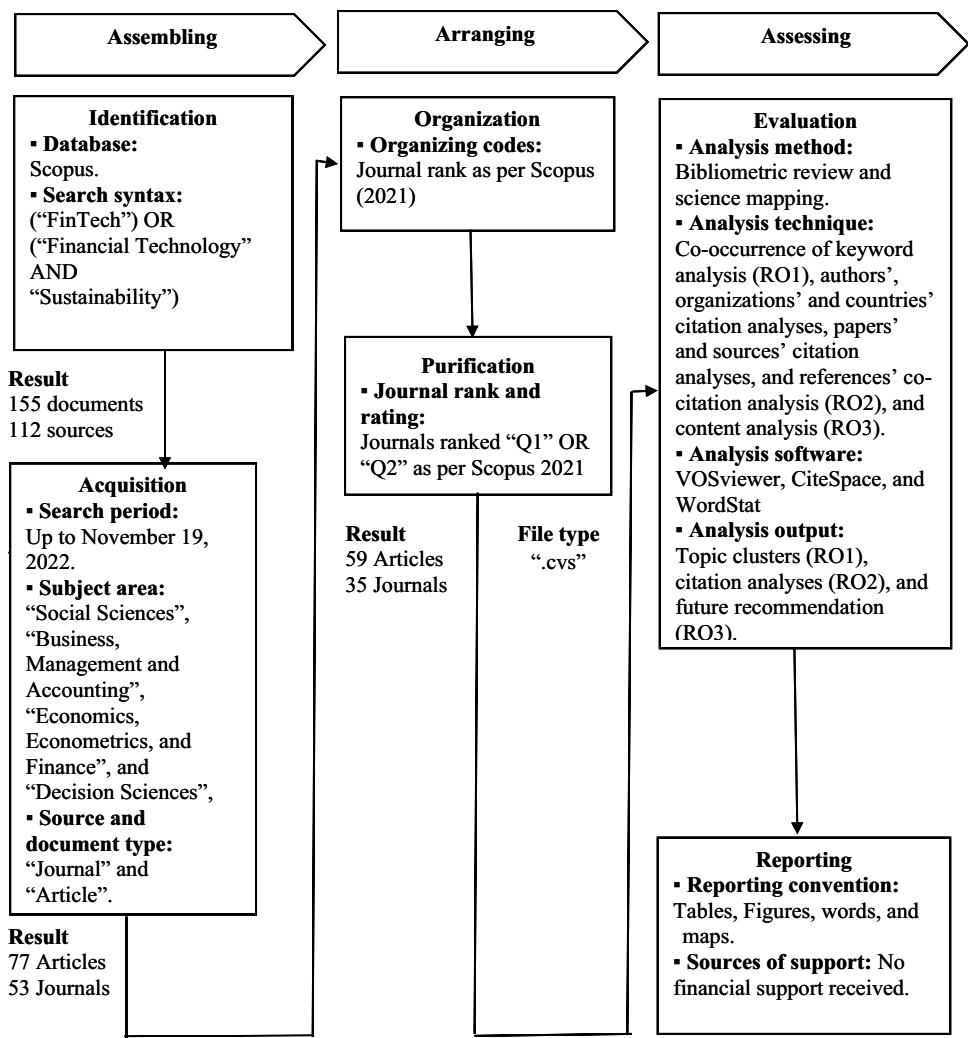 Assembling
Arranging
Assessing
Identification
▪ Database:
Scopus.
▪ Search syntax:
(“FinTech”) OR
(“Financial Technology”
AND
“Sustainability”)
Result
155 documents
112 sources
Acquisition
▪ Search period:
Up to November 19,
2022.
▪ Subject area:
“Social Sciences”,
“Business,
Management and
Accounting”,
“Economics,
Econometrics, and
Finance”, and
“Decision Sciences”,
▪ Source and
document type:
“Journal” and
“Article”.
Result
77 Articles
53 Journals
Organization
▪ Organizing codes:
Journal rank as per Scopus
(2021)
Purification
▪ Journal rank and
rating:
Journals ranked “Q1” OR
“Q2” as per Scopus 2021
Result
59 Articles
35 Journals
File type
“.cvs”
Evaluation
▪ Analysis method:
Bibliometric review and
science mapping.
▪ Analysis technique:
Co-occurrence of keyword
analysis (RO1), authors’,
organizations’ and countries’
citation analyses, papers’
and sources’ citation
analyses, and references’ co-
citation analysis (RO2), and
content analysis (RO3).
▪ Analysis software:
VOSviewer, CiteSpace, and
WordStat
▪ Analysis output:
Topic clusters (RO1),
citation analyses (RO2), and
future recommendation
(RO3).
Reporting
▪ Reporting convention:
Tables, Figures, words, and
maps.
▪ Sources of support: No
financial support received.